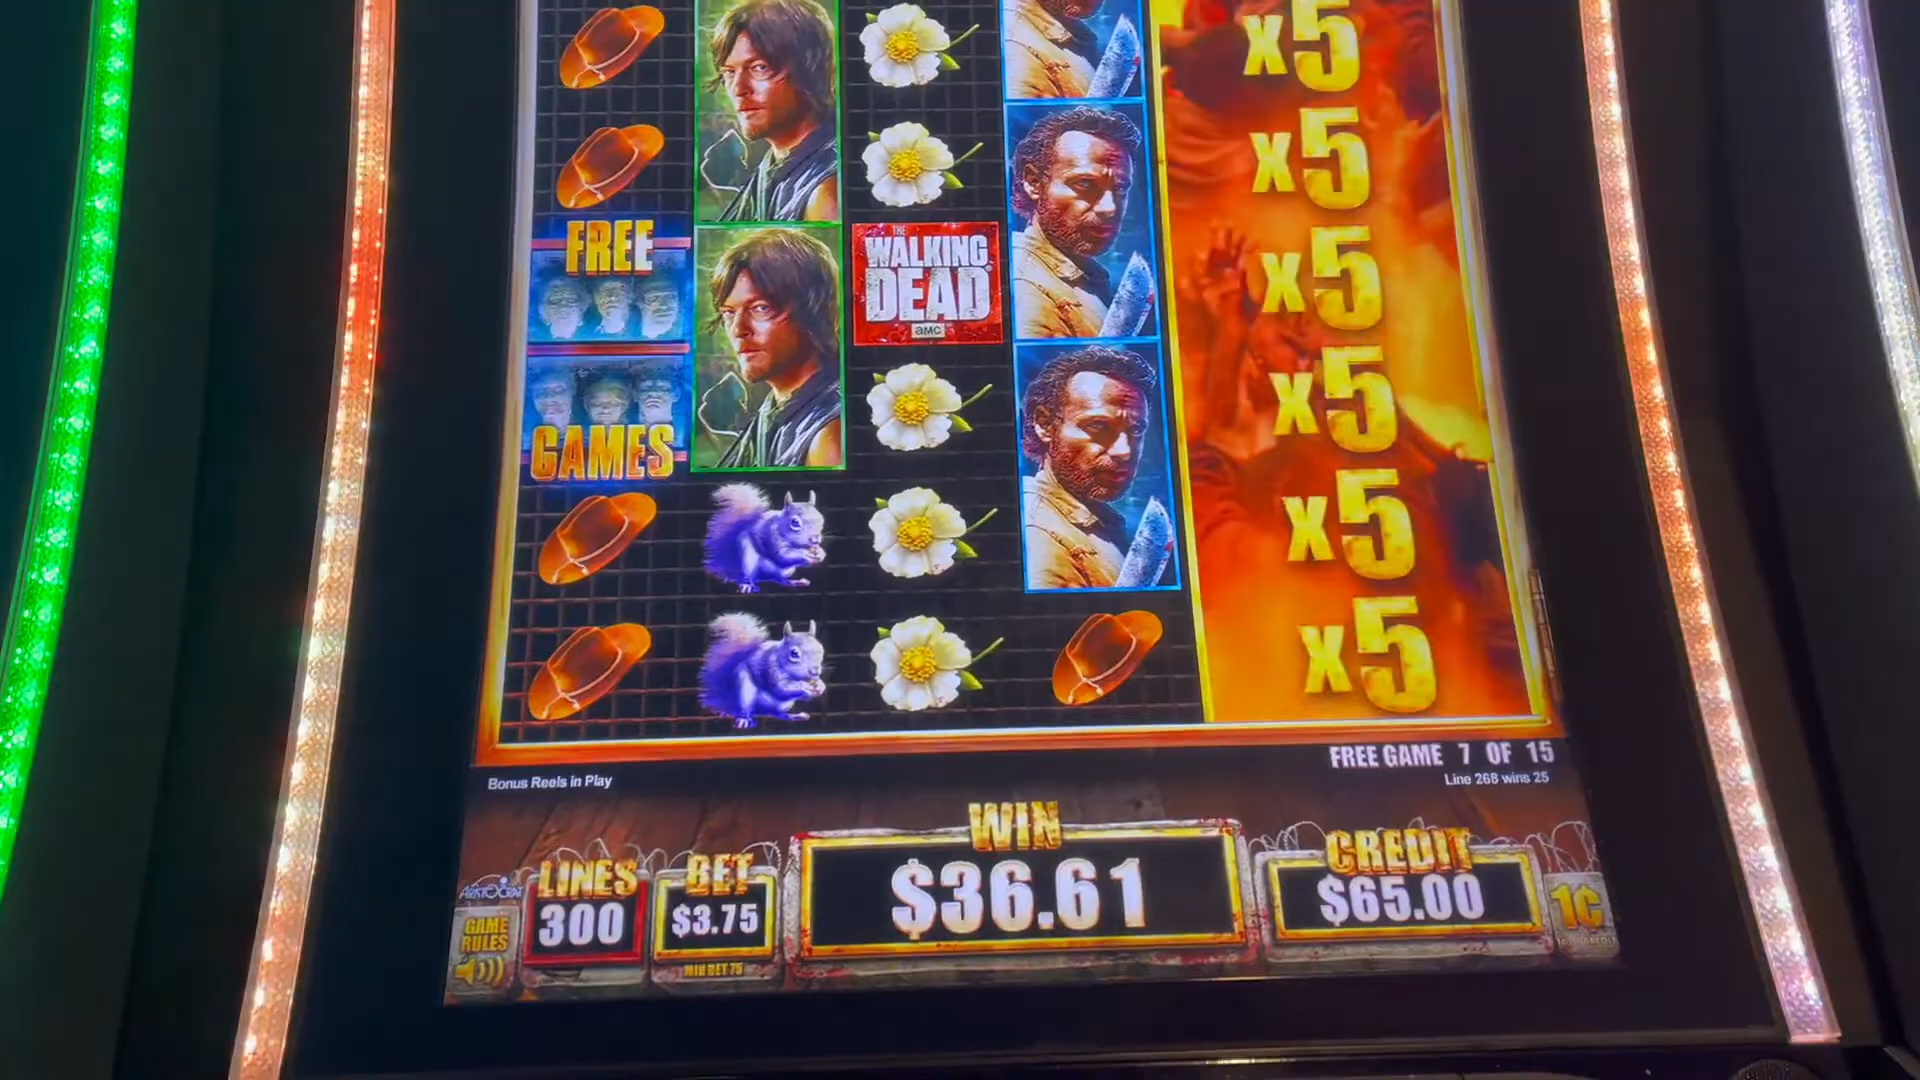 x5
x5
FREE
THE
WALKING
DEAD
aMC
x5
x5
GAMES
x5
x5
FREE GAME 7 OF 15
Bonus Reels in Play
Line 268 wins 25
WIN
LINES
BET
CREDIT
ARISTOCRAT
$36.61
$65.00
300
$3.75
1¢
GAME
RULES
MIN BET 75